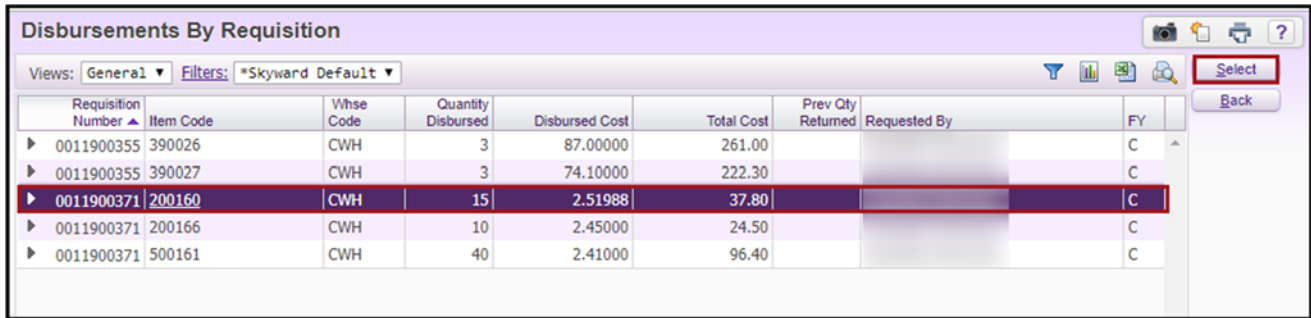 Disbursements By Requisition ?
Views: General ▼ Filters: *Skyward Default ▼ Select
Back
Requisition Number ▲ Item Code Whse Code Quantity Disbursed Disbursed Cost Total Cost Prev Qty Returned Requested By FY
0011900355 390026 CWH 3 87.00000 261.00 C
0011900355 390027 CWH 3 74.10000 222.30 C
0011900371 200160 CWH 15 2.51988 37.80 C
0011900371 200166 CWH 10 2.45000 24.50 C
0011900371 500161 CWH 40 2.41000 96.40 C